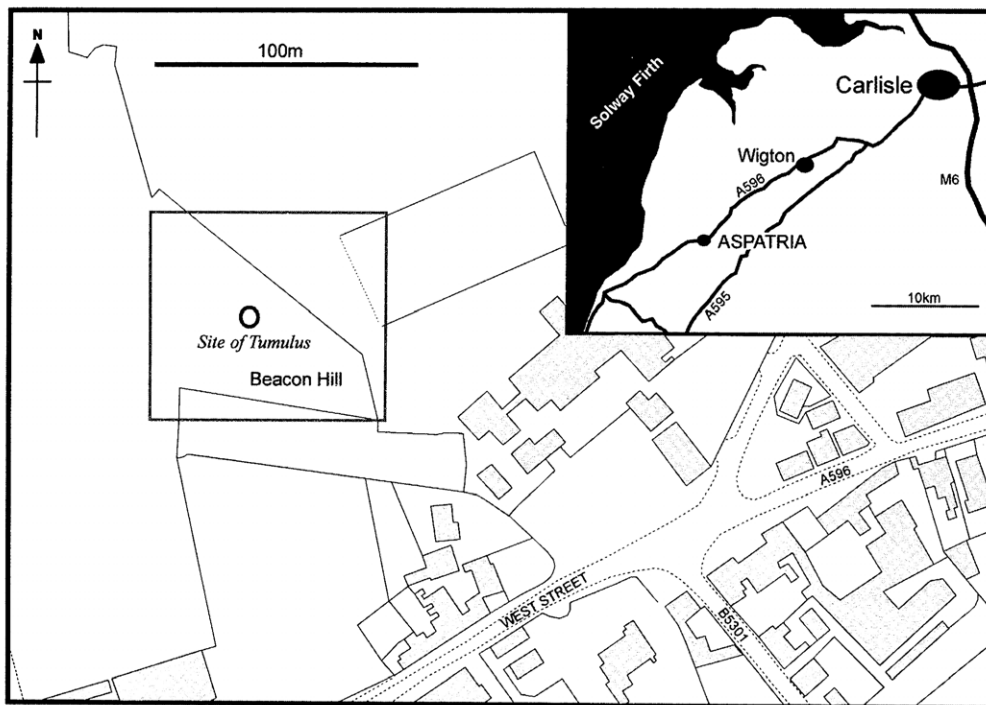 N
100m
Solway Firth
Carlisle
Wigton
A596
M6
ASPATRIA
A595
10km
Site of Tumulus
Beacon Hill
A596
WEST STREET
B5301